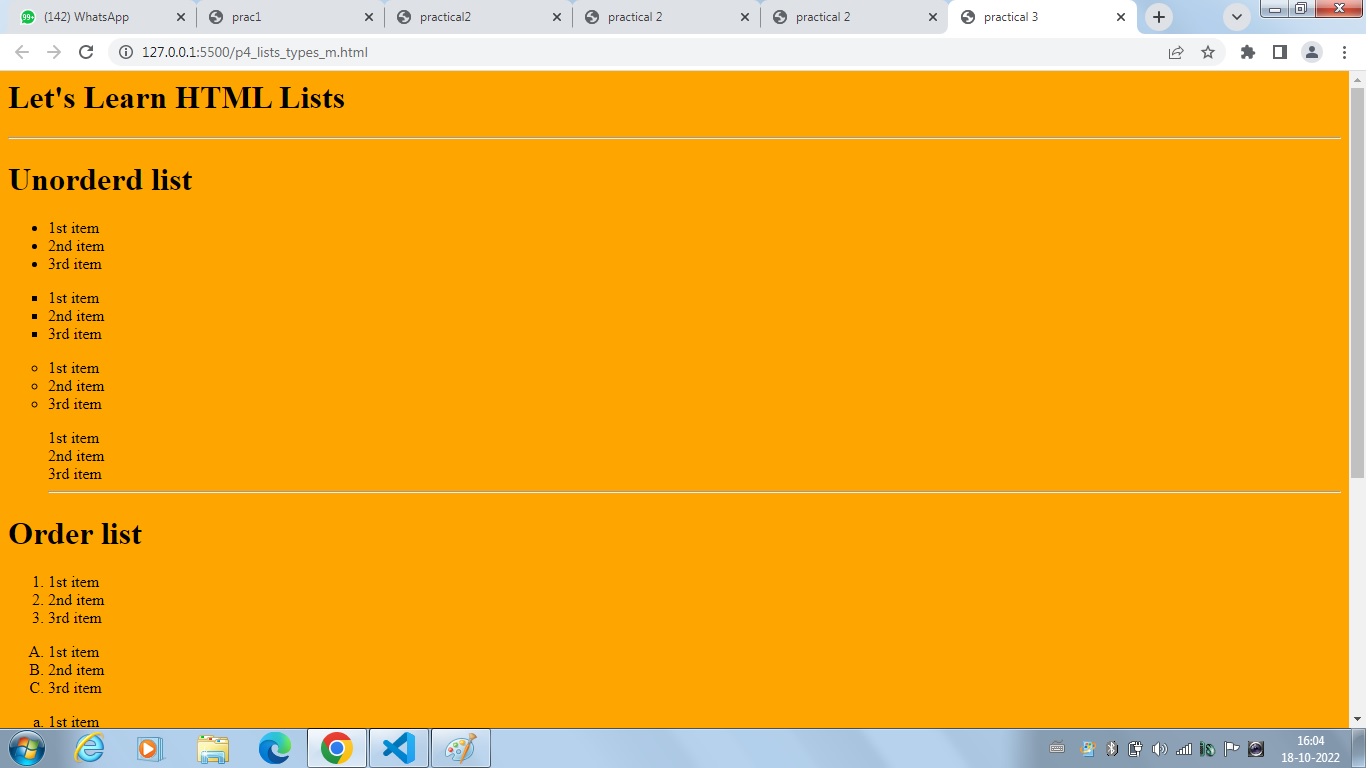 (142) WhatsApp
prac1
practical2
practical 2
practical 2
practical 3
127.0.0.1:5500/p4_lists_types_m.html
Let's Learn HTML Lists
Unorderd list
1st item
2nd item
3rd item
1st item
2nd item
3rd item
1st item
2nd item
3rd item
1st item
2nd item
3rd item
Order list
1. 1st item
2. 2nd item
3. 3rd item
A. 1st item
B. 2nd item
C. 3rd item
a. 1st item
16:04
18-10-2022